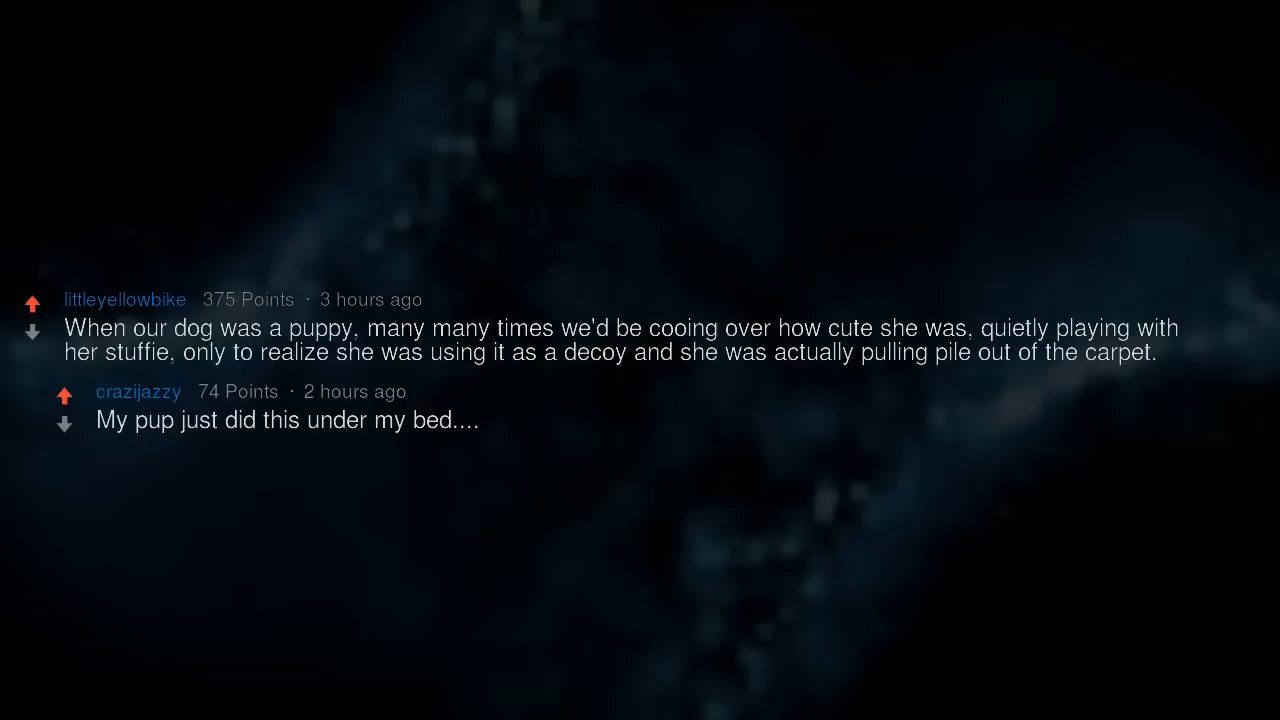 littleyellowbike 375 Points · 3 hours ago
When our dog was a puppy, many many times we'd be cooing over how cute she was, quietly playing with
her stuffie, only to realize she was using it as a decoy and she was actually pulling pile out of the carpet.
crazijazzy 74 Points · 2 hours ago
My pup just did this under my bed....